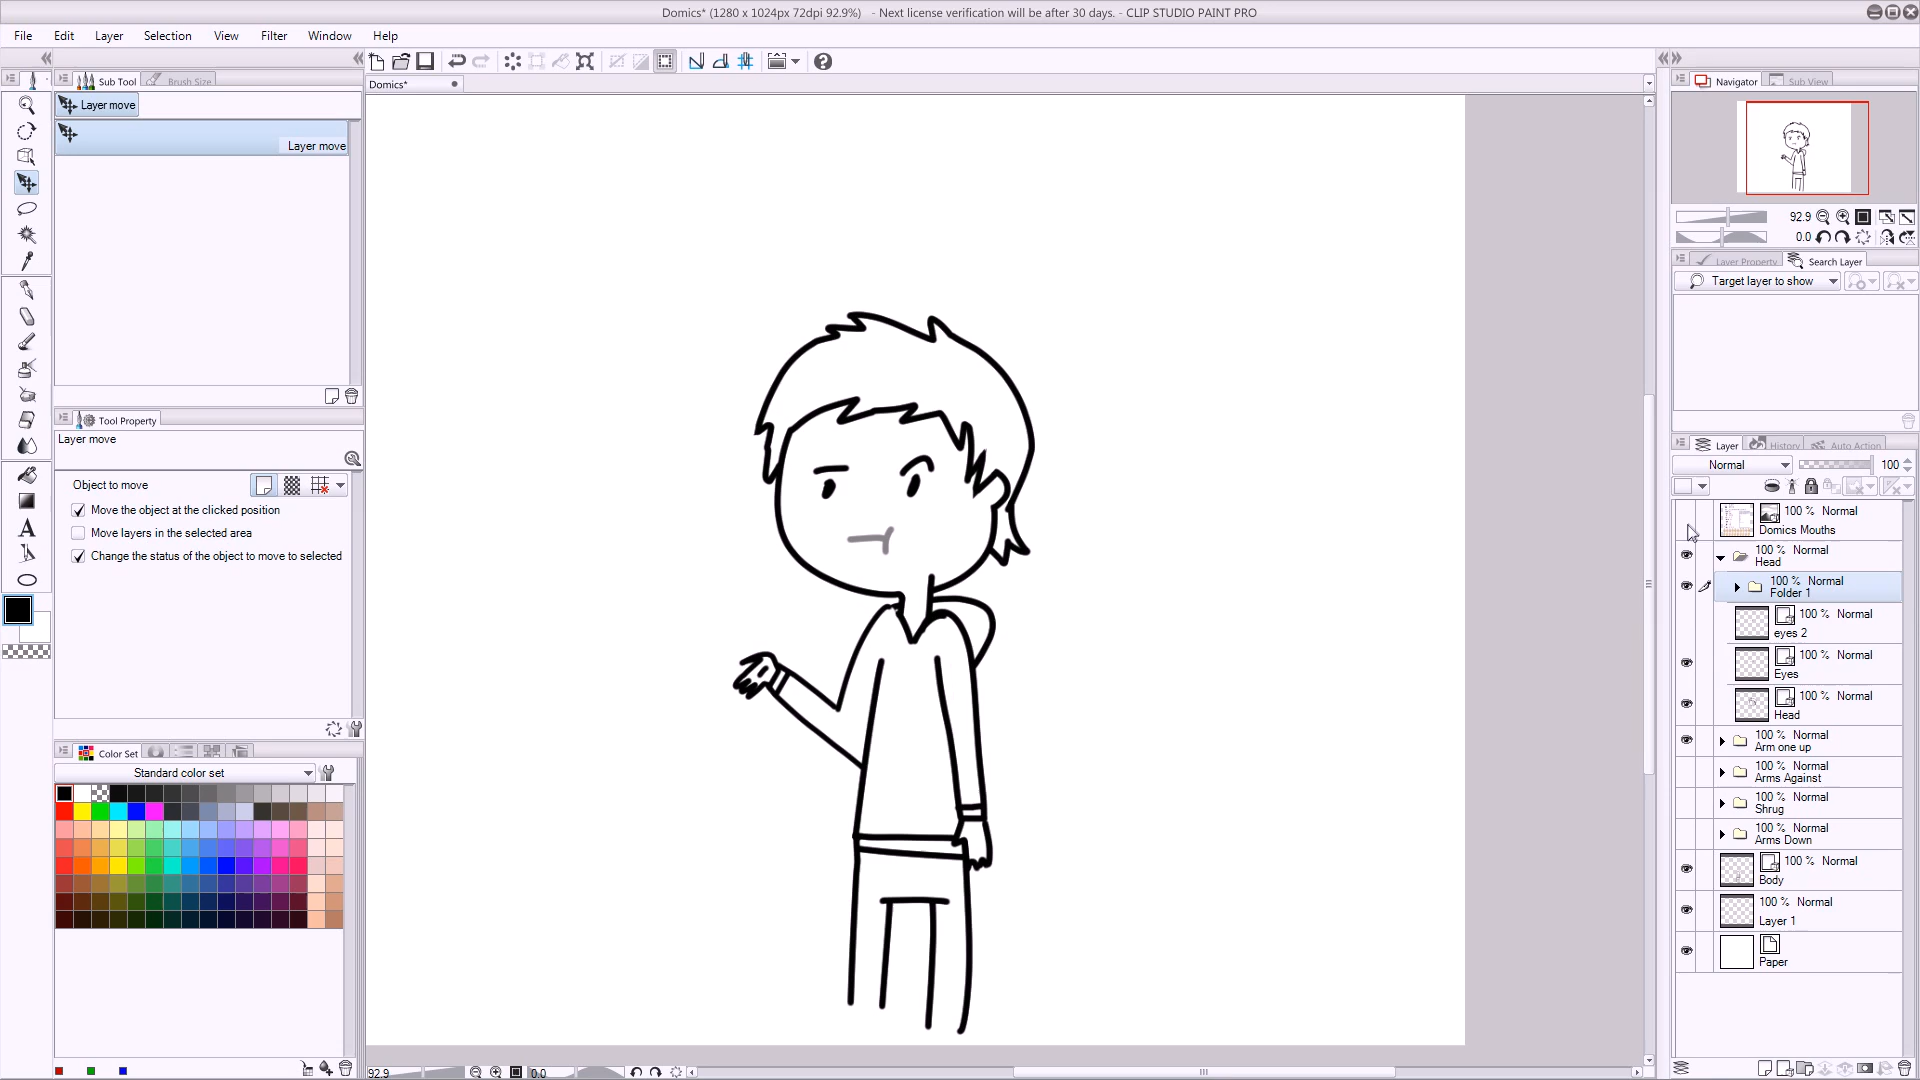 Domics* (1280 x 1024px 72dpi 92.9%)  - Next license verification will be after 30 days. - CLIP STUDIO PAINT PRO
File Edit Layer Selection View Filter Window Help
Sub Tool Brush Size
Domics*
Layer move
Layer move
Tool Property
Layer move
Object to move
Move the object at the clicked position
Move layers in the selected area
Change the status of the object to move to selected
Color Set
Standard color set
92.9 0.0
Navigator Sub View
92.9
0.0
Layer Property Search Layer
Target layer to show
Layer History Auto Action
Normal 100
100 % Normal
Domics Mouths
100 % Normal
Head
100 % Normal
Folder 1
100 % Normal
eyes 2
100 % Normal
Eyes
100 % Normal
Head
100 % Normal
Arm one up
100 % Normal
Arms Against
100 % Normal
Shrug
100 % Normal
Arms Down
100 % Normal
Body
100 % Normal
Layer 1
Paper